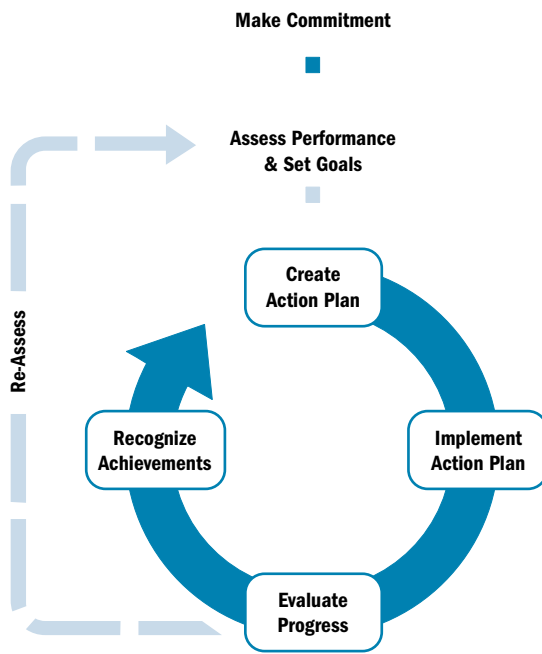 Make Commitment
Assess Performance
& Set Goals
Create
Action Plan
Re-Assess
Recognize
Achievements
Implement
Action Plan
Evaluate
Progress